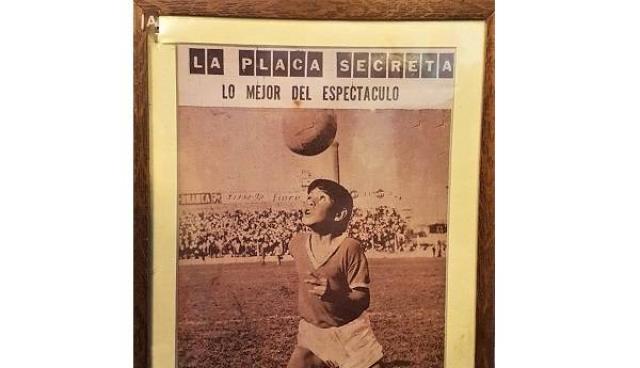 LA PLACA SECRETA
LO MEJOR DEL ESPECTACULO